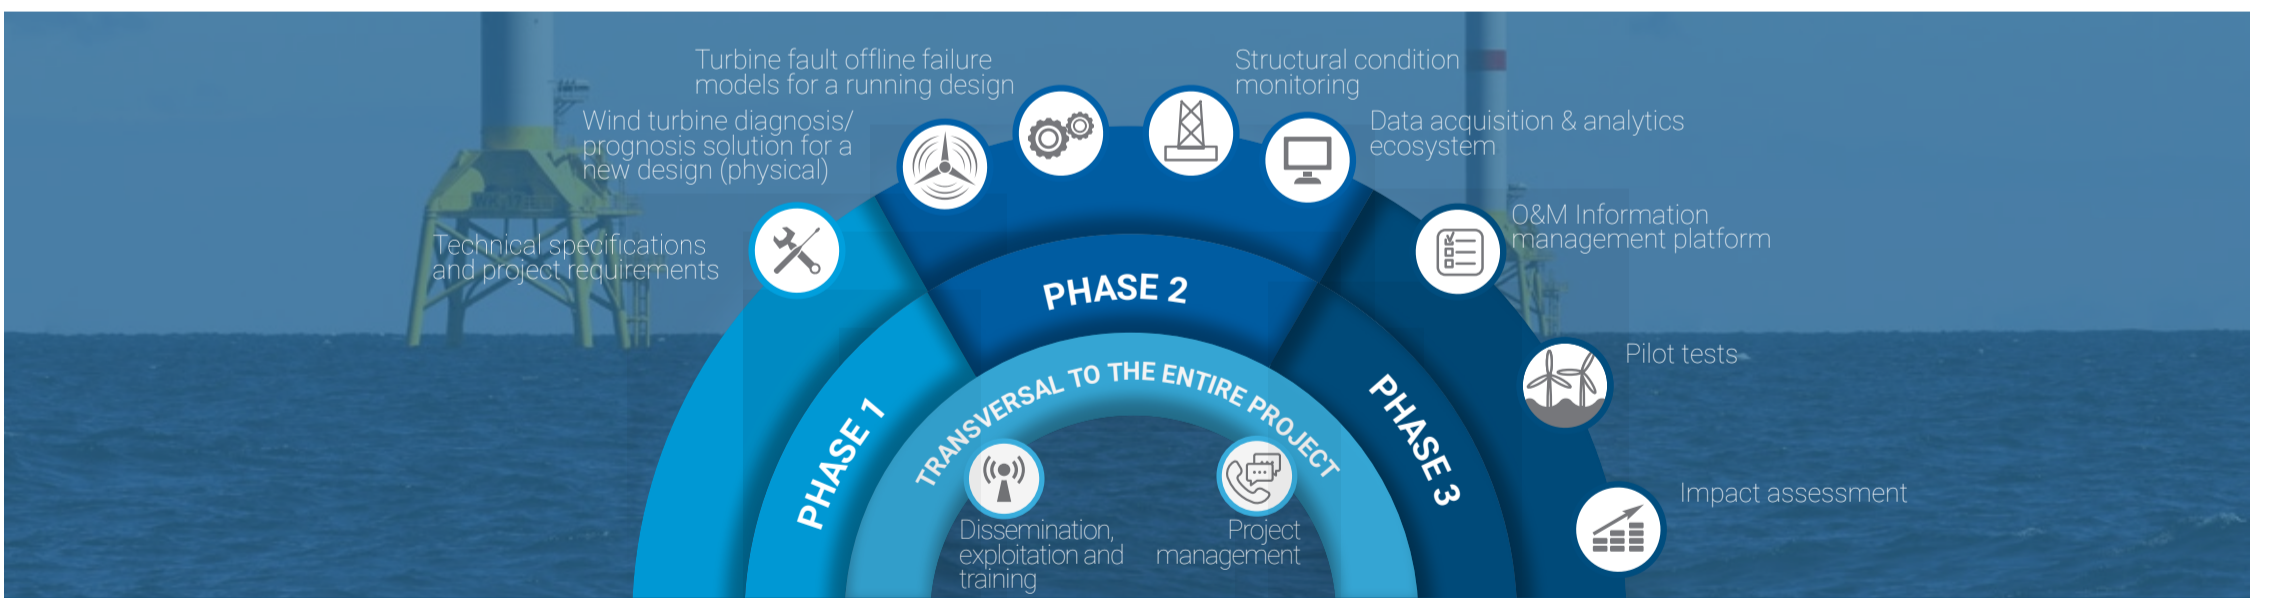 Turbine fault offline failure
models for a running design
Wind turbine diagnosis/
prognosis solution for a
new design (physical)
Technical specifications
and project requirements
Structural condition
monitoring
Data acquisition & analytics
ecosystem
O&M Information
management platform
Pilot tests
Impact assessment
PHASE 1
PHASE 2
PHASE 3
TRANSVERSAL TO THE ENTIRE PROJECT
Dissemination,
exploitation and
training
Project
management